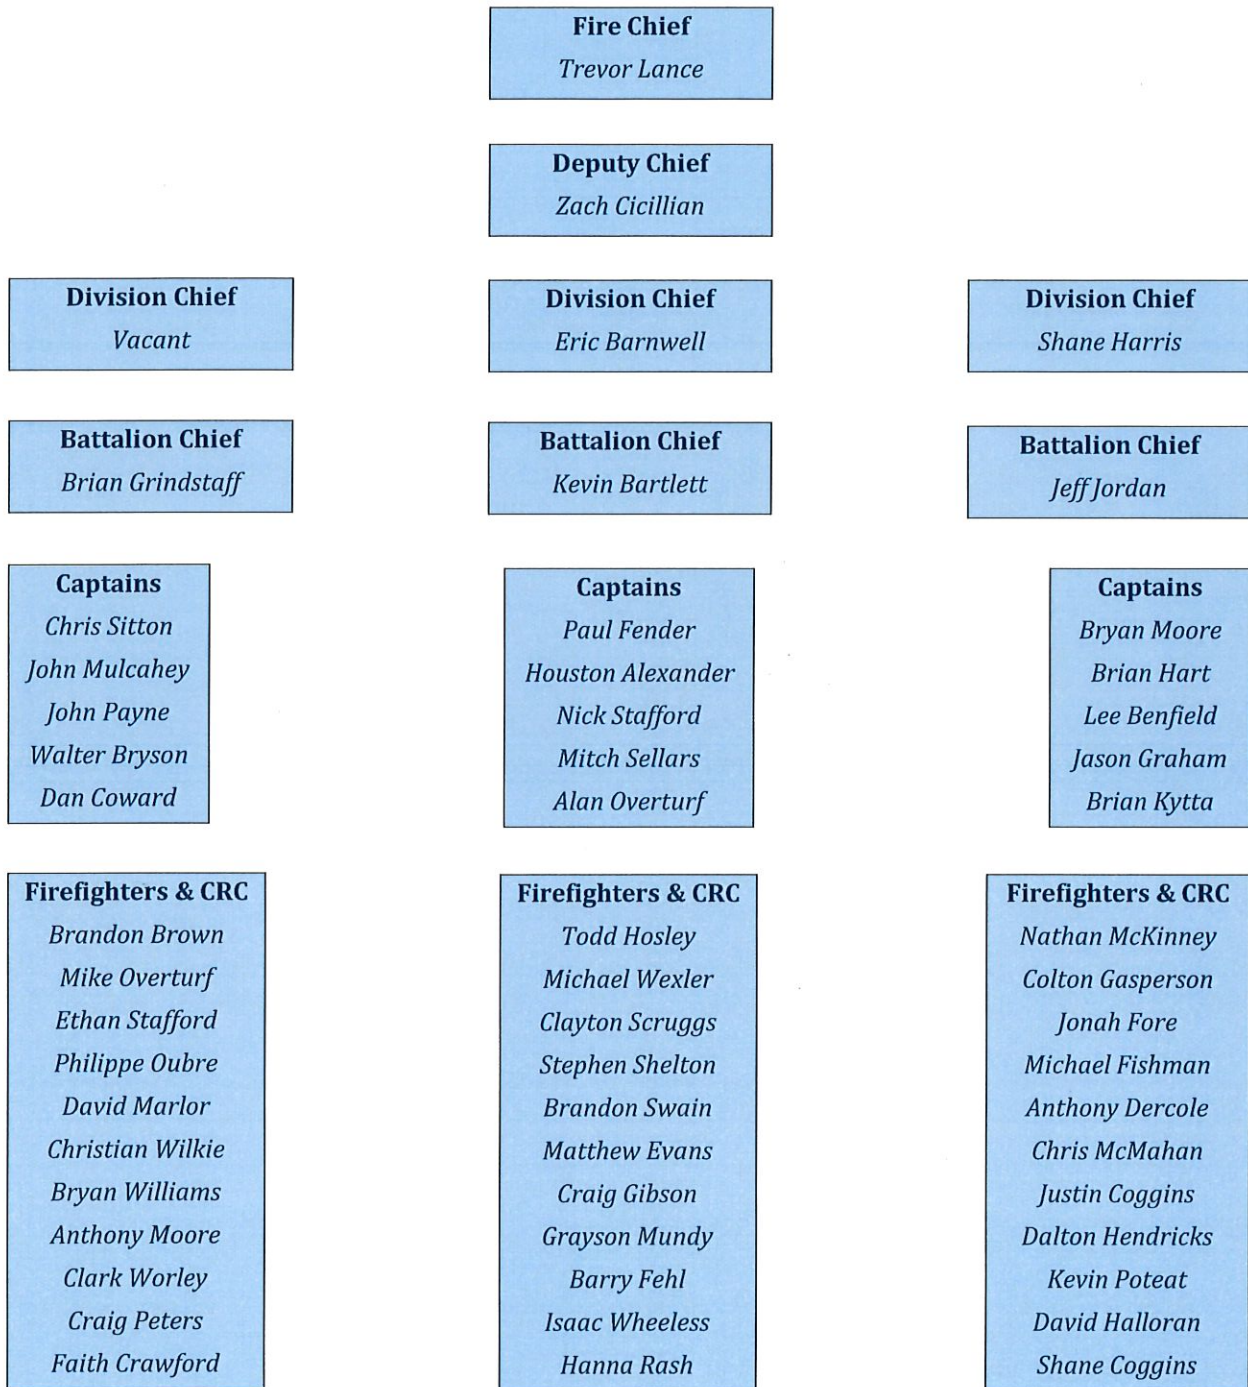 Fire Chief
Trevor Lance
Deputy Chief
Zach Cicillian
Division Chief
Vacant
Division Chief
Eric Barnwell
Division Chief
Shane Harris
Battalion Chief
Brian Grindstaff
Battalion Chief
Kevin Bartlett
Battalion Chief
Jeff Jordan
Captains
Chris Sitton
John Mulcahey
John Payne
Walter Bryson
Dan Coward
Captains
Paul Fender
Houston Alexander
Nick Stafford
Mitch Sellars
Alan Overturf
Captains
Bryan Moore
Brian Hart
Lee Benfield
Jason Graham
Brian Kytta
Firefighters & CRC
Brandon Brown
Mike Overturf
Ethan Stafford
Philippe Oubre
David Marlor
Christian Wilkie
Bryan Williams
Anthony Moore
Clark Worley
Craig Peters
Faith Crawford
Firefighters & CRC
Todd Hosley
Michael Wexler
Clayton Scruggs
Stephen Shelton
Brandon Swain
Matthew Evans
Craig Gibson
Grayson Mundy
Barry Fehl
Isaac Wheeless
Hanna Rash
Firefighters & CRC
Nathan McKinney
Colton Gasperson
Jonah Fore
Michael Fishman
Anthony Dercole
Chris McMahan
Justin Coggins
Dalton Hendricks
Kevin Poteat
David Halloran
Shane Coggins